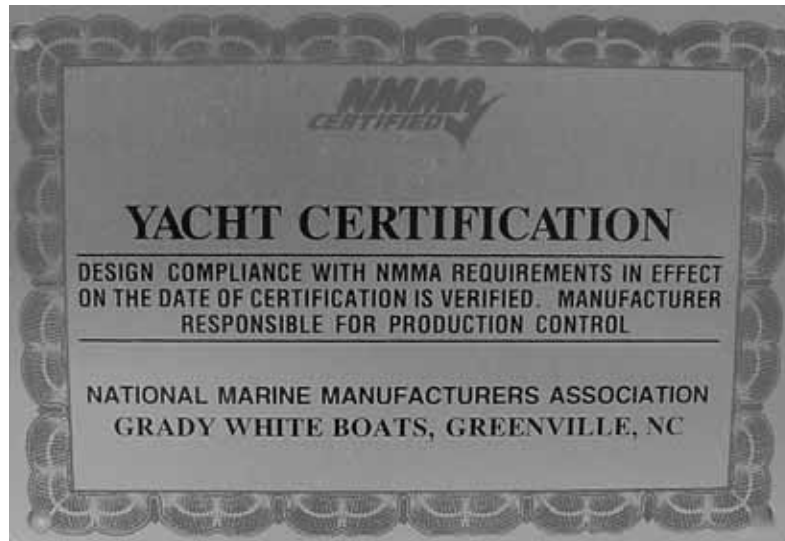 NMMA
CERTIFIED
YACHT CERTIFICATION
DESIGN COMPLIANCE WITH NMMA REQUIREMENTS IN EFFECT
ON THE DATE OF CERTIFICATION IS VERIFIED. MANUFACTURER
RESPONSIBLE FOR PRODUCTION CONTROL
NATIONAL MARINE MANUFACTURERS ASSOCIATION
GRADY WHITE BOATS, GREENVILLE, NC